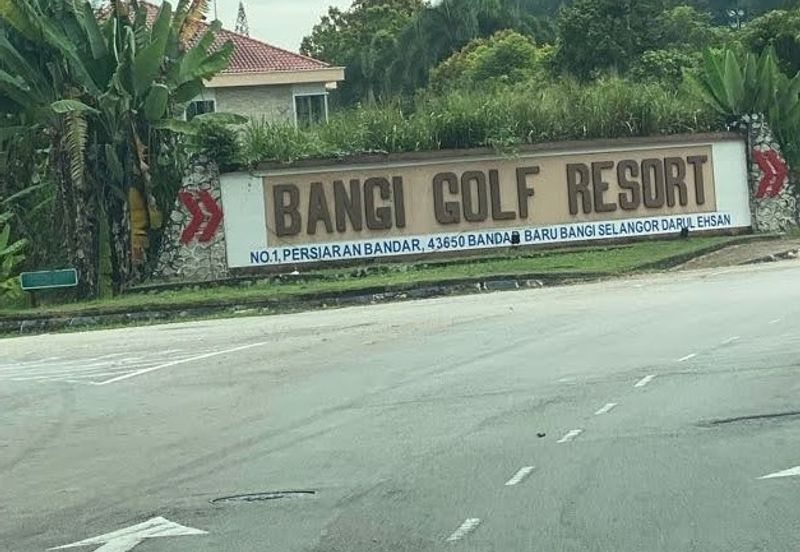 BANGI GOLF RESORT
NO.1, PERSIARAN BANDAR, 43650 BANDAR BARU BANGI SELANGOR DARUL EHSAN